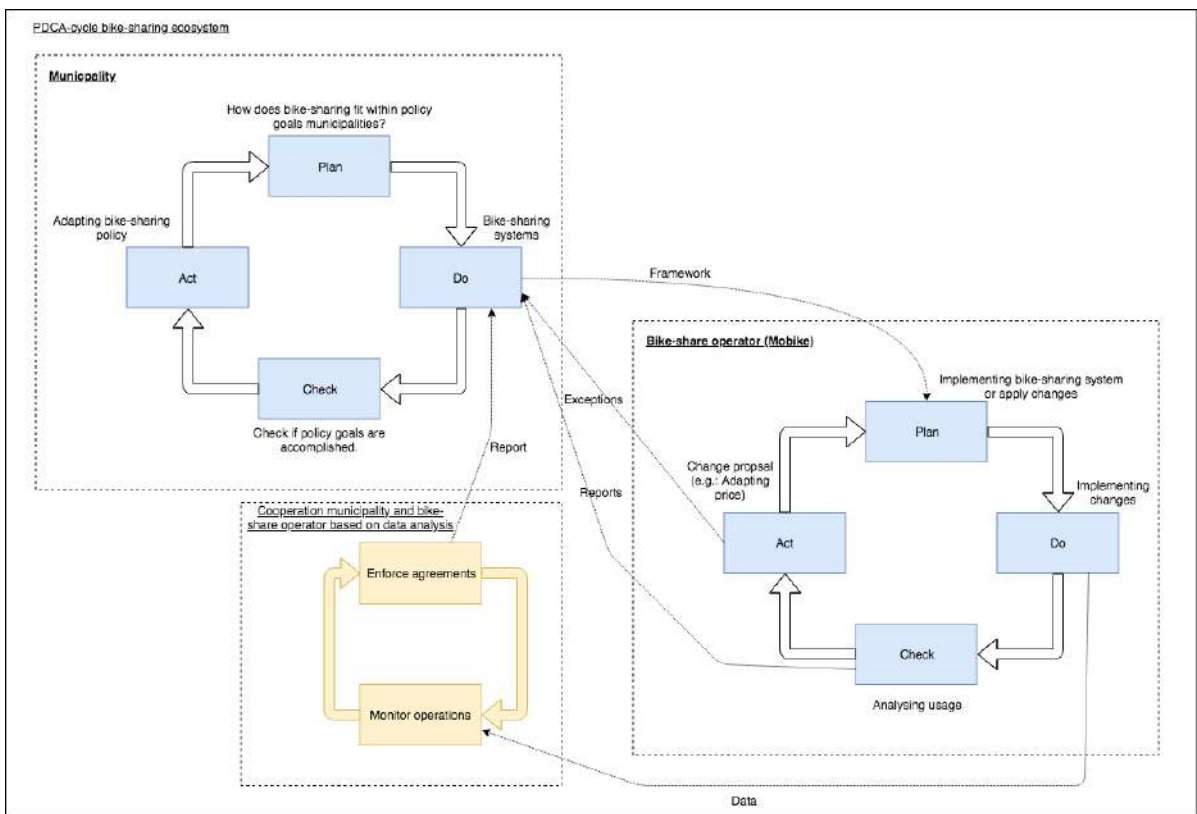 PDCA-cycle bike-sharing ecosystem
Municpality
How does bike-sharing fit within policy
goals municipalities?
Plan
Adapting bike-sharing
policy
Bike-sharing
systems
Act
Do
Framework
Check
Check if policy goals are
accomplished.
Exceptions
Report
Reports
Bike-share operator (Mobike)
Implementing bike-sharing system
or apply changes
Plan
Change propsal
(e.g.: Adapting
price)
Implementing
changes
Act
Do
Check
Analysing usage
Cooperation municipality and bike-
share operator based on data analysis
Enforce agreements
Monitor operations
Data